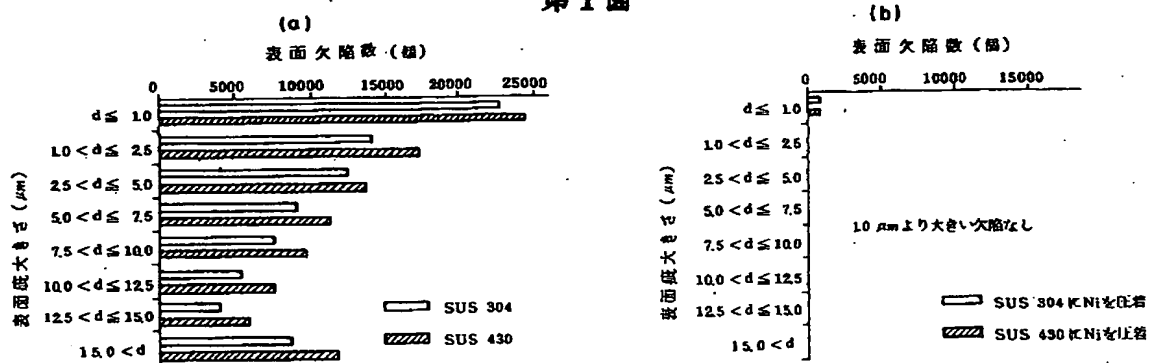 第1図
(a)
表面欠陥数(個)
0 5000 10000 15000 20000 25000
表面疵大きさ(μm)
d≦ 1.0
1.0<d≦ 2.5
2.5<d≦ 5.0
5.0<d≦ 7.5
7.5<d≦10.0
10.0<d≦12.5
12.5<d≦15.0
15.0<d
SUS 304
SUS 430
(b)
表面欠陥数(個)
0 5000 10000 15000
表面疵大きさ(μm)
d≦ 1.0
1.0<d≦ 2.5
2.5<d≦ 5.0
5.0<d≦ 7.5
7.5<d≦10.0
10.0<d≦12.5
12.5<d≦15.0
15.0<d
1.0μmより大きい欠陥なし
SUS 304にNiを圧着
SUS 430にNiを圧着